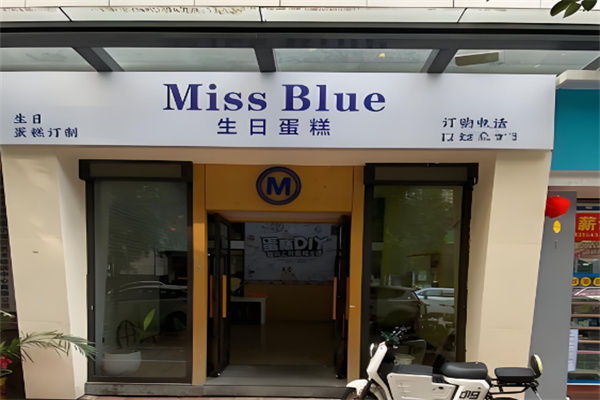 Miss Blue
生日蛋糕
生日
蛋糕订制
订购电话
M
蛋糕DIY
薪